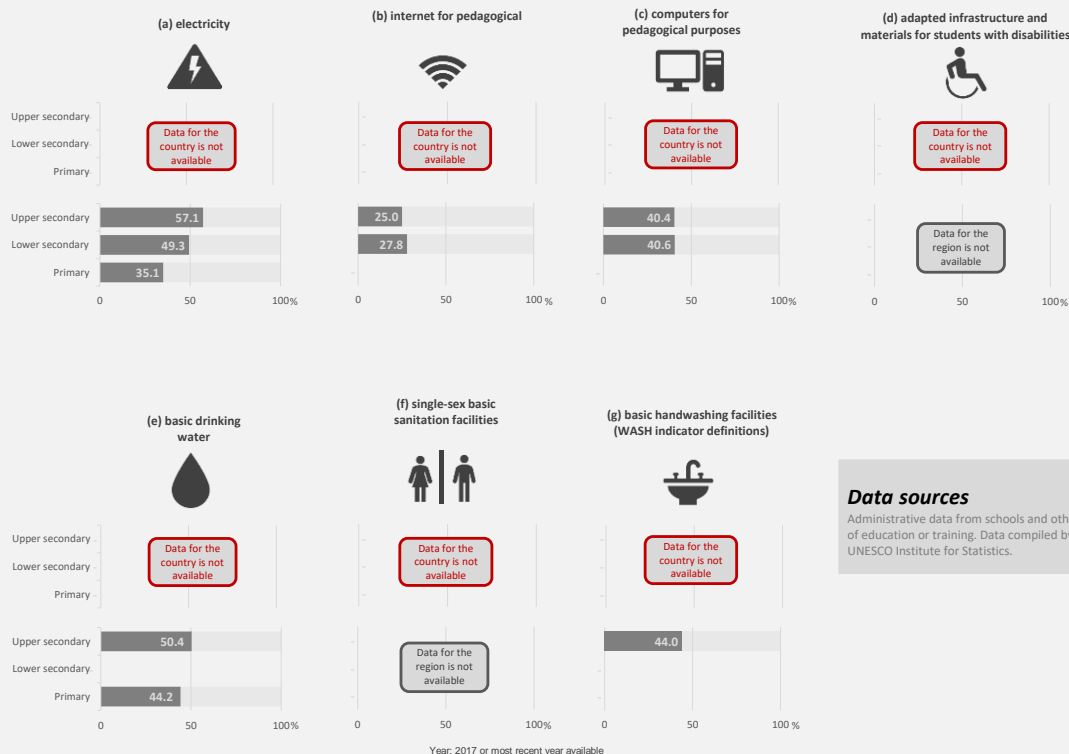 (a) electricity
(b) internet for pedagogical
(c) computers for
pedagogical purposes
(d) adapted infrastructure and
materials for students with disabilities
Upper secondary
Lower secondary
Primary
Data for the
country is not
available
Data for the
country is not
available
Data for the
country is not
available
Data for the
country is not
available
Upper secondary
Lower secondary
Primary
57.1
49.3
35.1
25.0
27.8
40.4
40.6
Data for the
region is not
available
0 50 100%
0 50 100 %
0 50 100 %
0 50 100%
(e) basic drinking
water
(f) single-sex basic
sanitation facilities
(g) basic handwashing facilities
(WASH indicator definitions)
Upper secondary
Lower secondary
Primary
Data for the
country is not
available
Data for the
country is not
available
Data for the
country is not
available
Data sources
Administrative data from schools and oth
of education or training. Data compiled by
UNESCO Institute for Statistics.
Upper secondary
Lower secondary
Primary
50.4
44.2
Data for the
region is not
available
44.0
0 50 100%
0 50 100 %
0 50 100 %
Year: 2017 or most recent year available